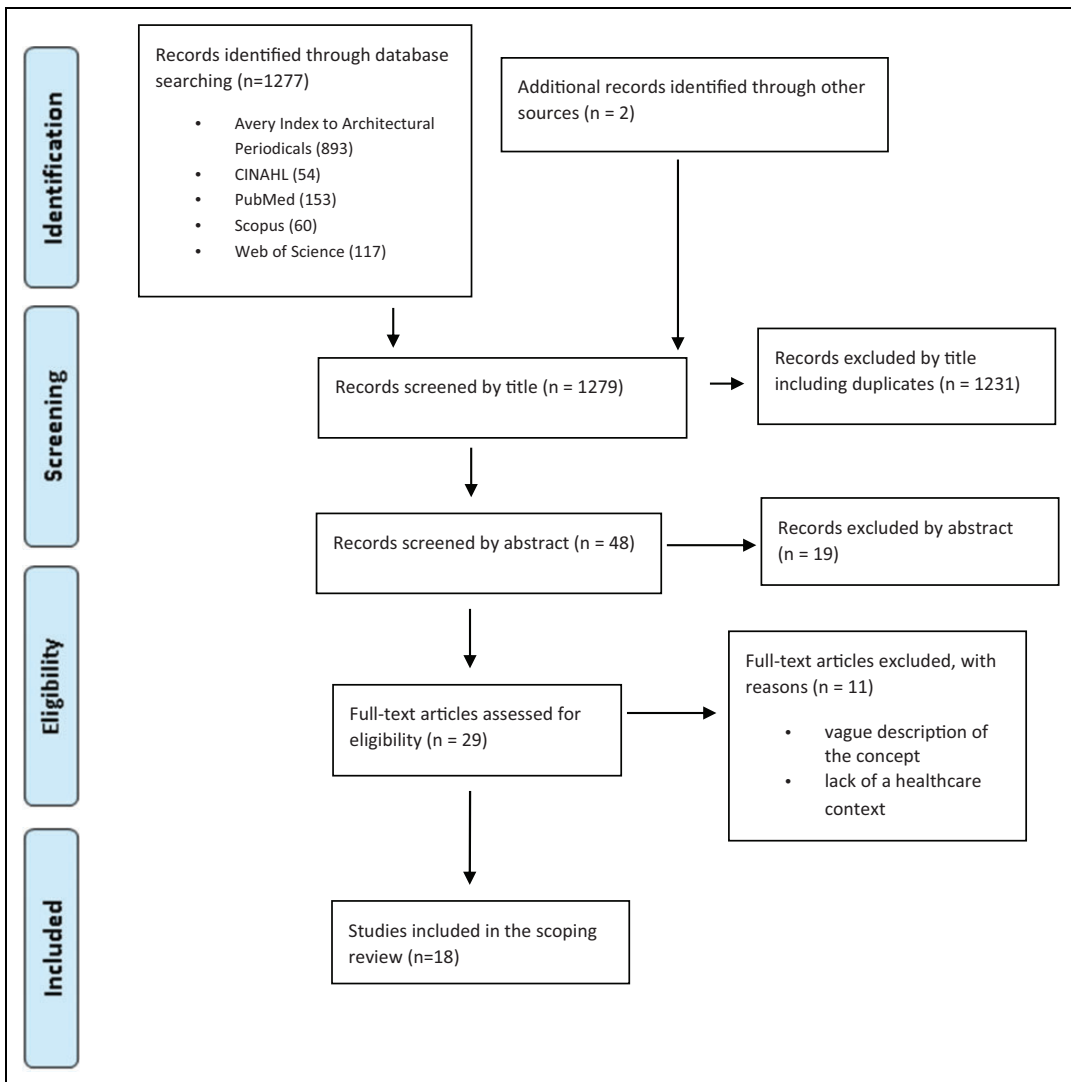 Identification
Records identified through database
searching (n=1277)
• Avery Index to Architectural
Periodicals (893)
• CINAHL (54)
• PubMed (153)
• Scopus (60)
• Web of Science (117)
Additional records identified through other
sources (n = 2)
Screening
Records screened by title (n = 1279)
Records excluded by title
including duplicates (n = 1231)
Records screened by abstract (n = 48)
Records excluded by abstract
(n = 19)
Eligibility
Full-text articles assessed for
eligibility (n = 29)
Full-text articles excluded, with
reasons (n = 11)
• vague description of
the concept
• lack of a healthcare
context
Included
Studies included in the scoping
review (n=18)